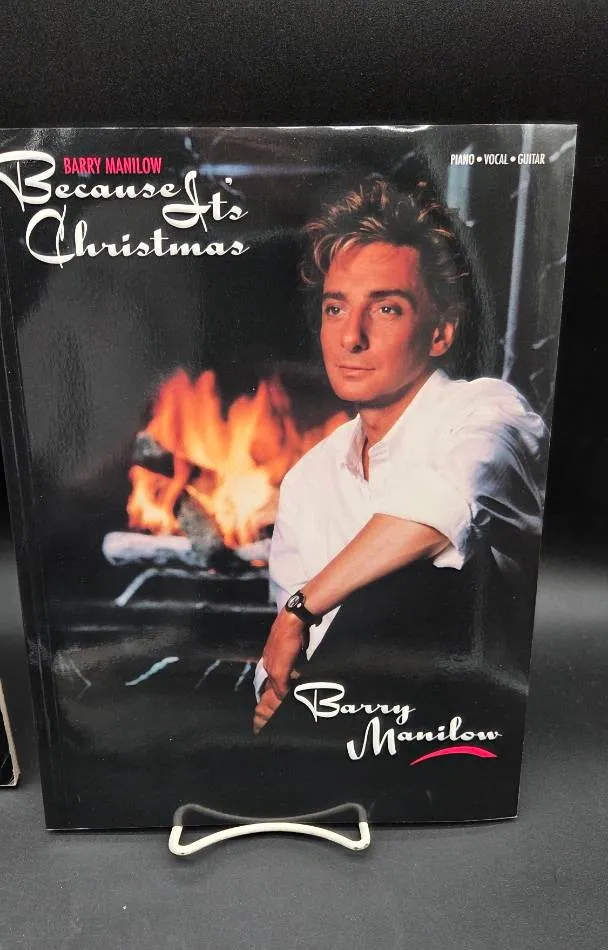 BARRY MANILOW
Because It's
Christmas
PIANO • VOCAL • GUITAR
Barry
Manilow